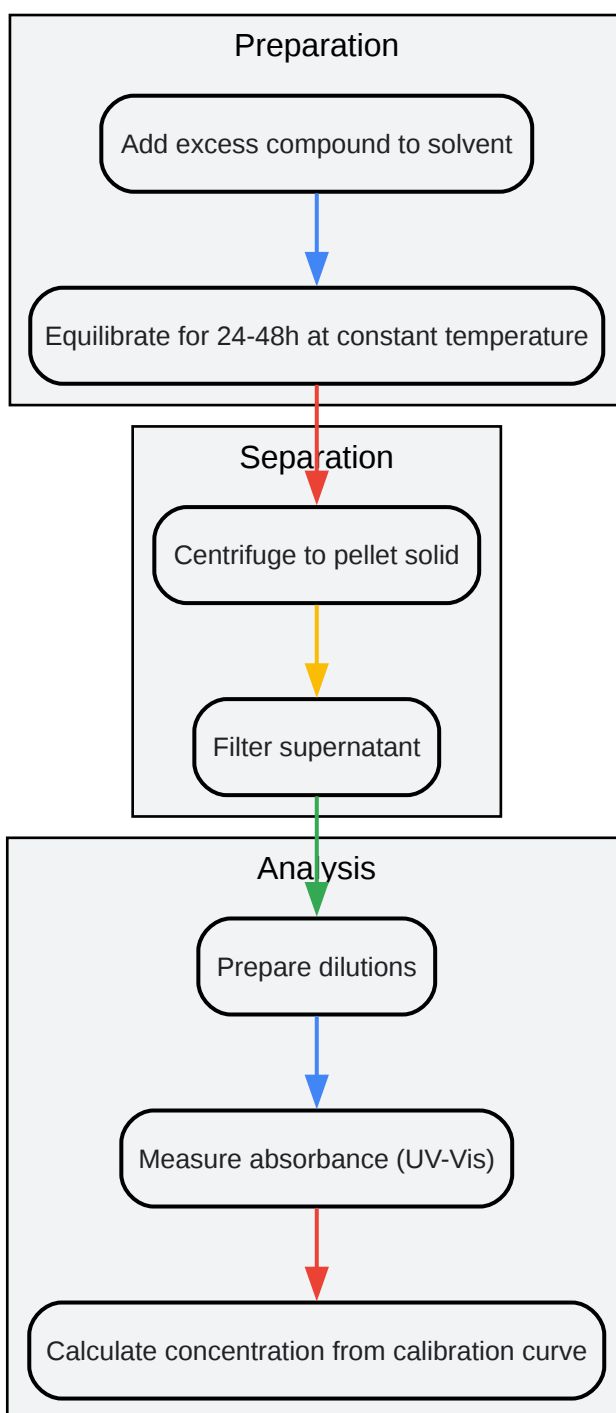 Preparation
Add excess compound to solvent
Equilibrate for 24-48h at constant temperature
Separation
Centrifuge to pellet solid
Filter supernatant
Analysis
Prepare dilutions
Measure absorbance (UV-Vis)
Calculate concentration from calibration curve